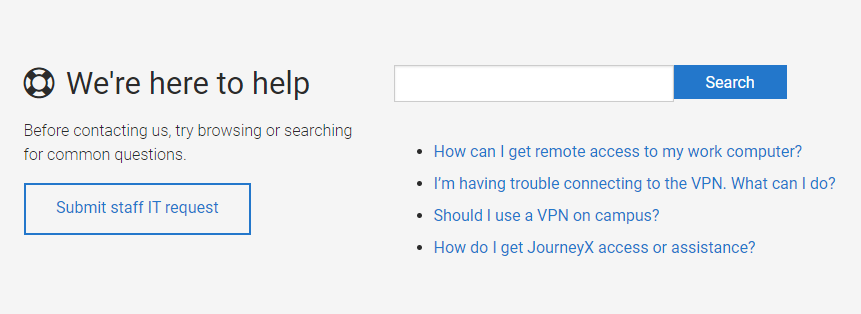 We're here to help
Before contacting us, try browsing or searching
for common questions.
Submit staff IT request
Search
How can I get remote access to my work computer?
I’m having trouble connecting to the VPN. What can I do?
Should I use a VPN on campus?
How do I get JourneyX access or assistance?